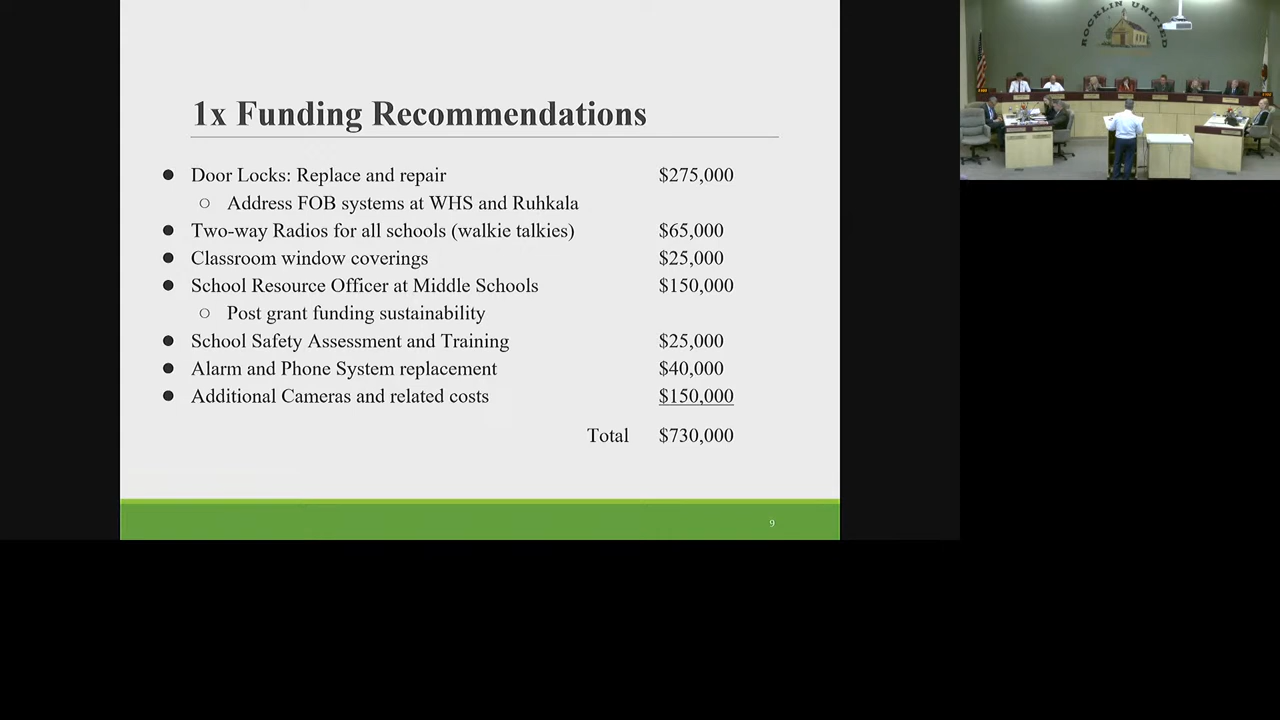 1x Funding Recommendations
● Door Locks: Replace and repair $275,000
○ Address FOB systems at WHS and Ruhkala
● Two-way Radios for all schools (walkie talkies) $65,000
● Classroom window coverings $25,000
● School Resource Officer at Middle Schools $150,000
○ Post grant funding sustainability
● School Safety Assessment and Training $25,000
● Alarm and Phone System replacement $40,000
● Additional Cameras and related costs $150,000
Total $730,000
9
ROCKLIN UNIFIED